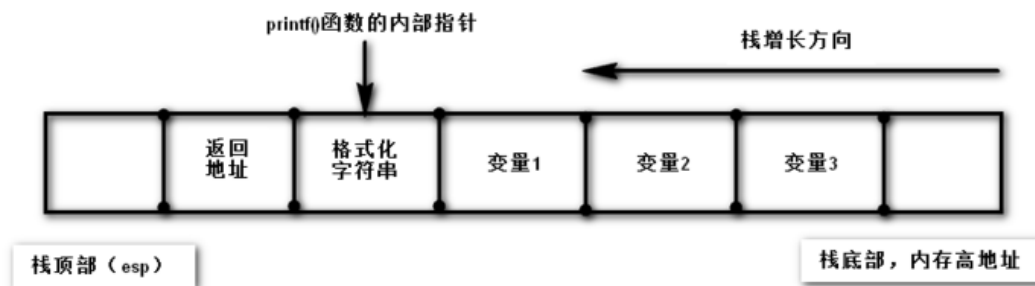 printf()函数的内部指针
栈增长方向
返回
地址
格式化
字符串
变量1
变量2
变量3
栈顶部（esp）
栈底部，内存高地址